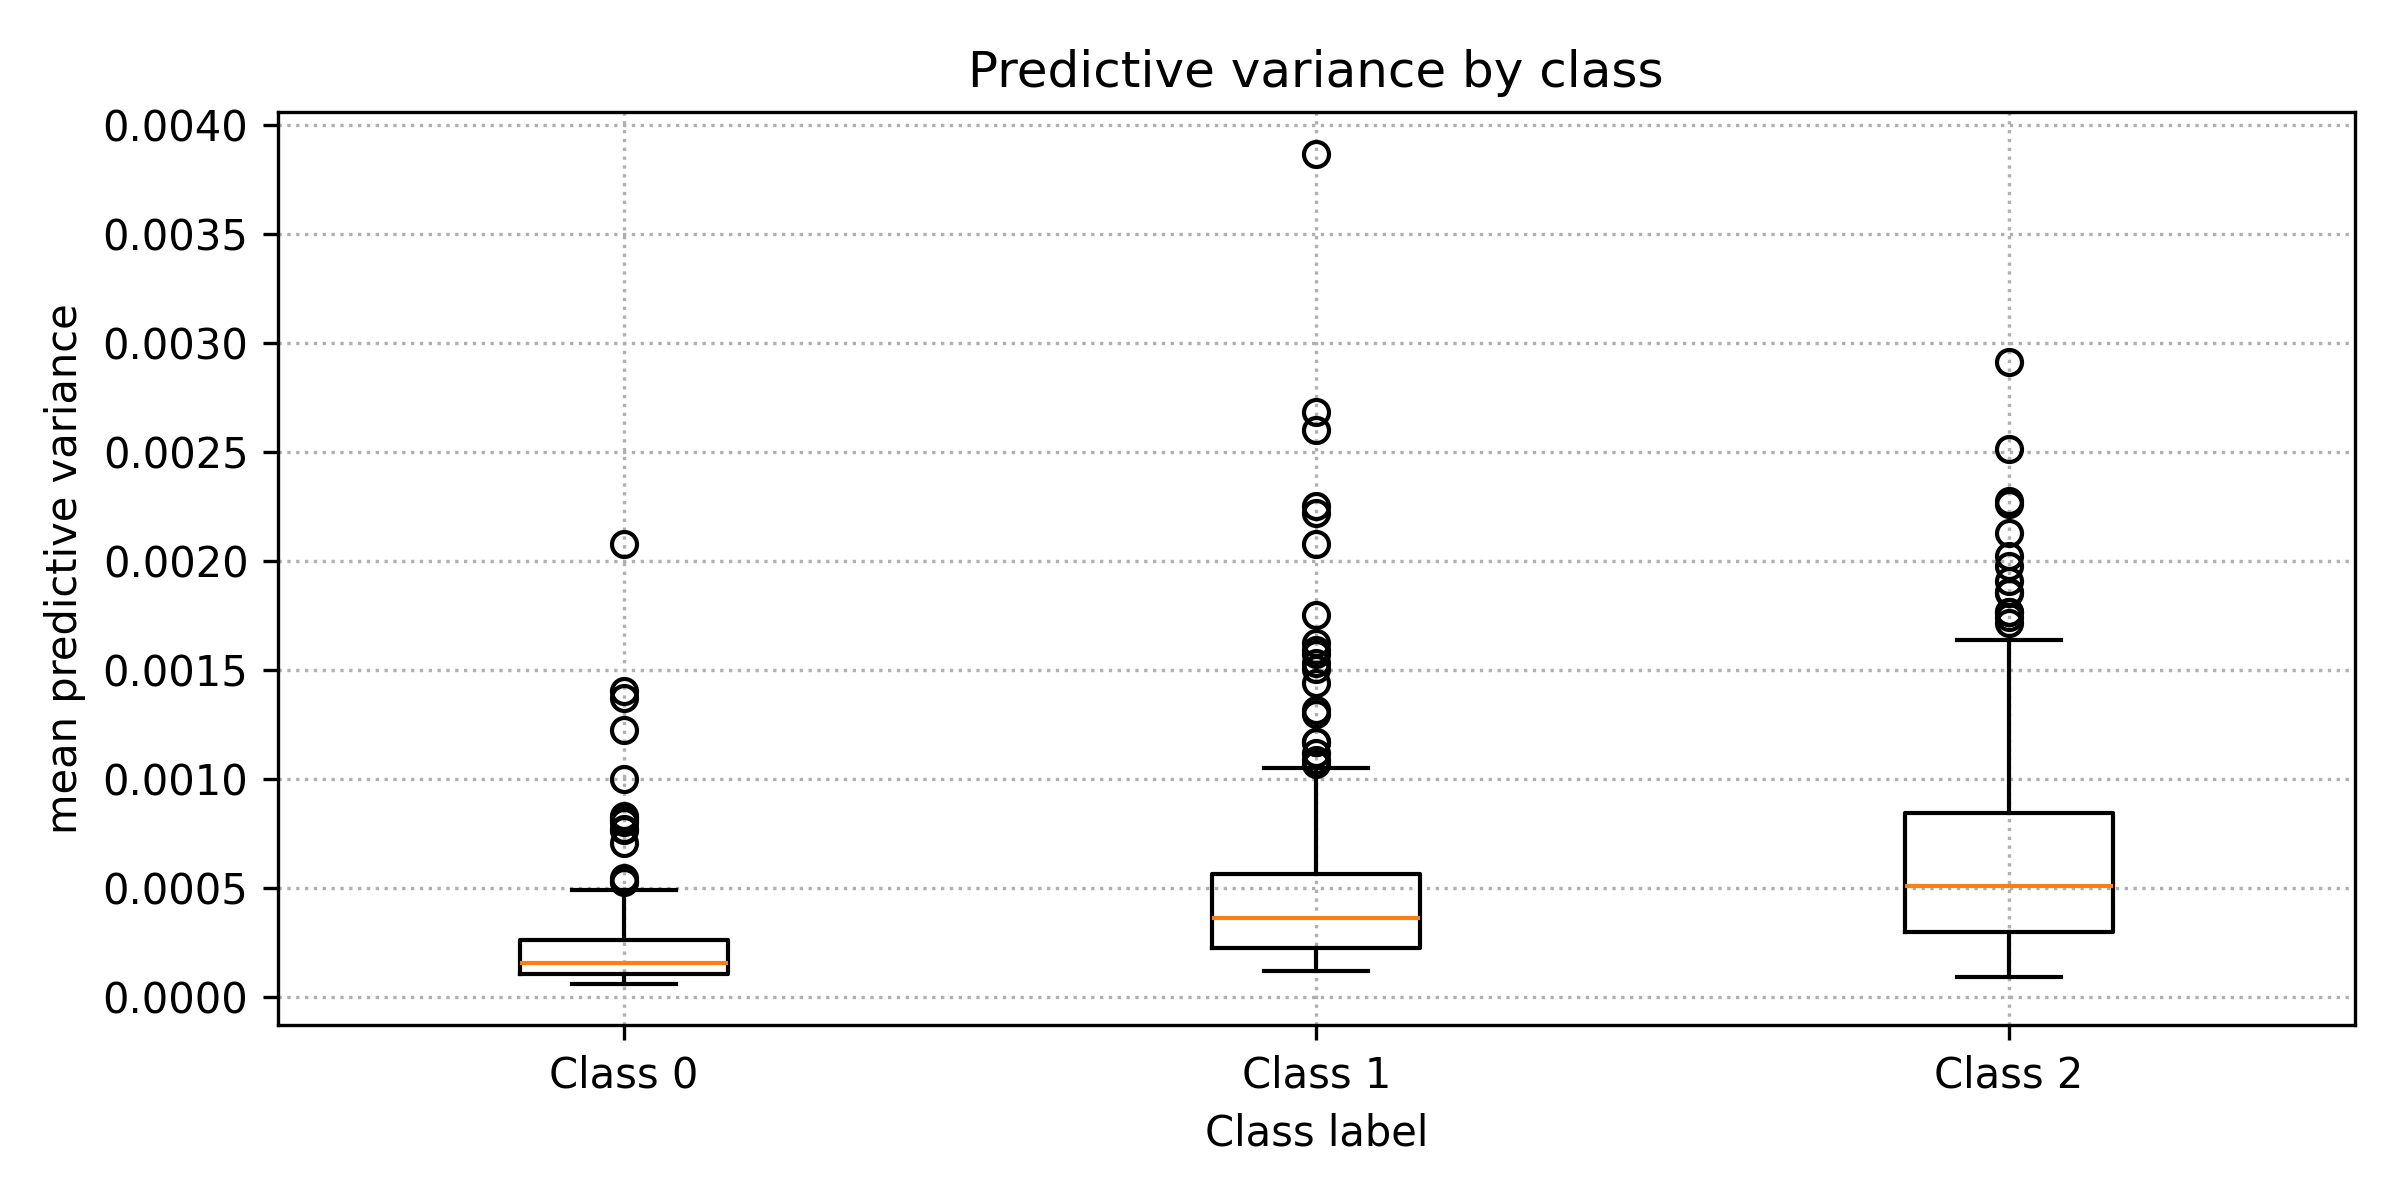 Predictive variance by class
0.0040
0.0035
0.0030
0.0025
0.0020
0.0015
0.0010
0.0005
0.0000
mean predictive variance
Class 0 Class 1 Class 2
Class label